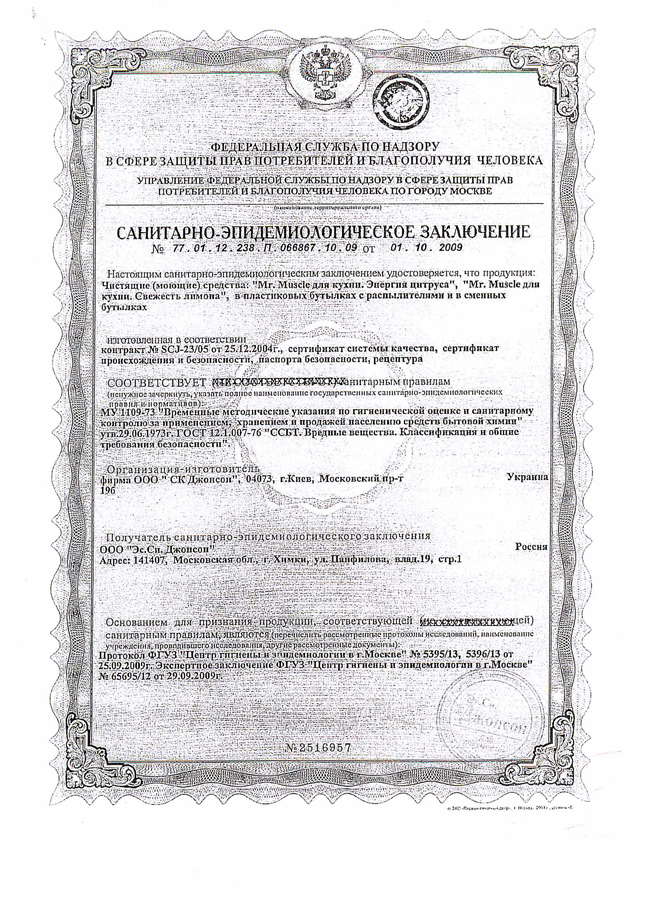 ФЕДЕРАЛЬНАЯ СЛУЖБА ПО НАДЗОРУ
В СФЕРЕ ЗАЩИТЫ ПРАВ ПОТРЕБИТЕЛЕЙ И БЛАГОПОЛУЧИЯ ЧЕЛОВЕКА
УПРАВЛЕНИЕ ФЕДЕРАЛЬНОЙ СЛУЖБЫ ПО НАДЗОРУ В СФЕРЕ ЗАЩИТЫ ПРАВ
ПОТРЕБИТЕЛЕЙ И БЛАГОПОЛУЧИЯ ЧЕЛОВЕКА ПО ГОРОДУ МОСКВЕ
(наименование территориального органа)
САНИТАРНО-ЭПИДЕМИОЛОГИЧЕСКОЕ ЗАКЛЮЧЕНИЕ
№ 77.01.12.238.П.066867.10.09 от 01.10.2009
Настоящим санитарно-эпидемиологическим заключением удостоверяется, что продукция:
Чистящие (моющие) средства: "Mr. Muscle для кухни. Энергия цитруса", "Mr. Muscle для
кухни. Свежесть лимона", в пластиковых бутылках с распылителями и в сменных
бутылках
изготовленная в соответствии
контракт № SCJ-23/05 от 25.12.2004г., сертификат системы качества, сертификат
происхождения и безопасности, паспорта безопасности, рецептура
СООТВЕТСТВУЕТ санитарным правилам
(ненужное зачеркнуть, указать полное наименование государственных санитарно-эпидемиологических
правил и нормативов):
МУ 1109-73 "Временные методические указания по гигиенической оценке и санитарному
контролю за применением, хранением и продажей населению средств бытовой химии"
утв.29.06.1973г. ГОСТ 12.1.007-76 "ССБТ. Вредные вещества. Классификация и общие
требования безопасности".
Организация-изготовитель
фирма ООО " СК Джонсон", 04073, г.Киев, Московский пр-т Украина
19б
Получатель санитарно-эпидемиологического заключения
ООО "Эс.Си. Джонсон" Россия
Адрес: 141407, Московская обл., г. Химки, ул. Панфилова, влад.19, стр.1
Основанием для признания продукции, соответствующей щей)
санитарным правилам, являются (перечислить рассмотренные протоколы исследований, наименование
учреждения, проводившего исследования, другие рассмотренные документы):
Протокол ФГУЗ "Центр гигиены и эпидемиологии в г.Москве" № 5395/13, 5396/13 от
25.09.2009г. Экспертное заключение ФГУЗ "Центр гигиены и эпидемиологии в г.Москве"
№ 65695/12 от 29.09.2009г.
Эс.Си.
Джонсон
№2516957